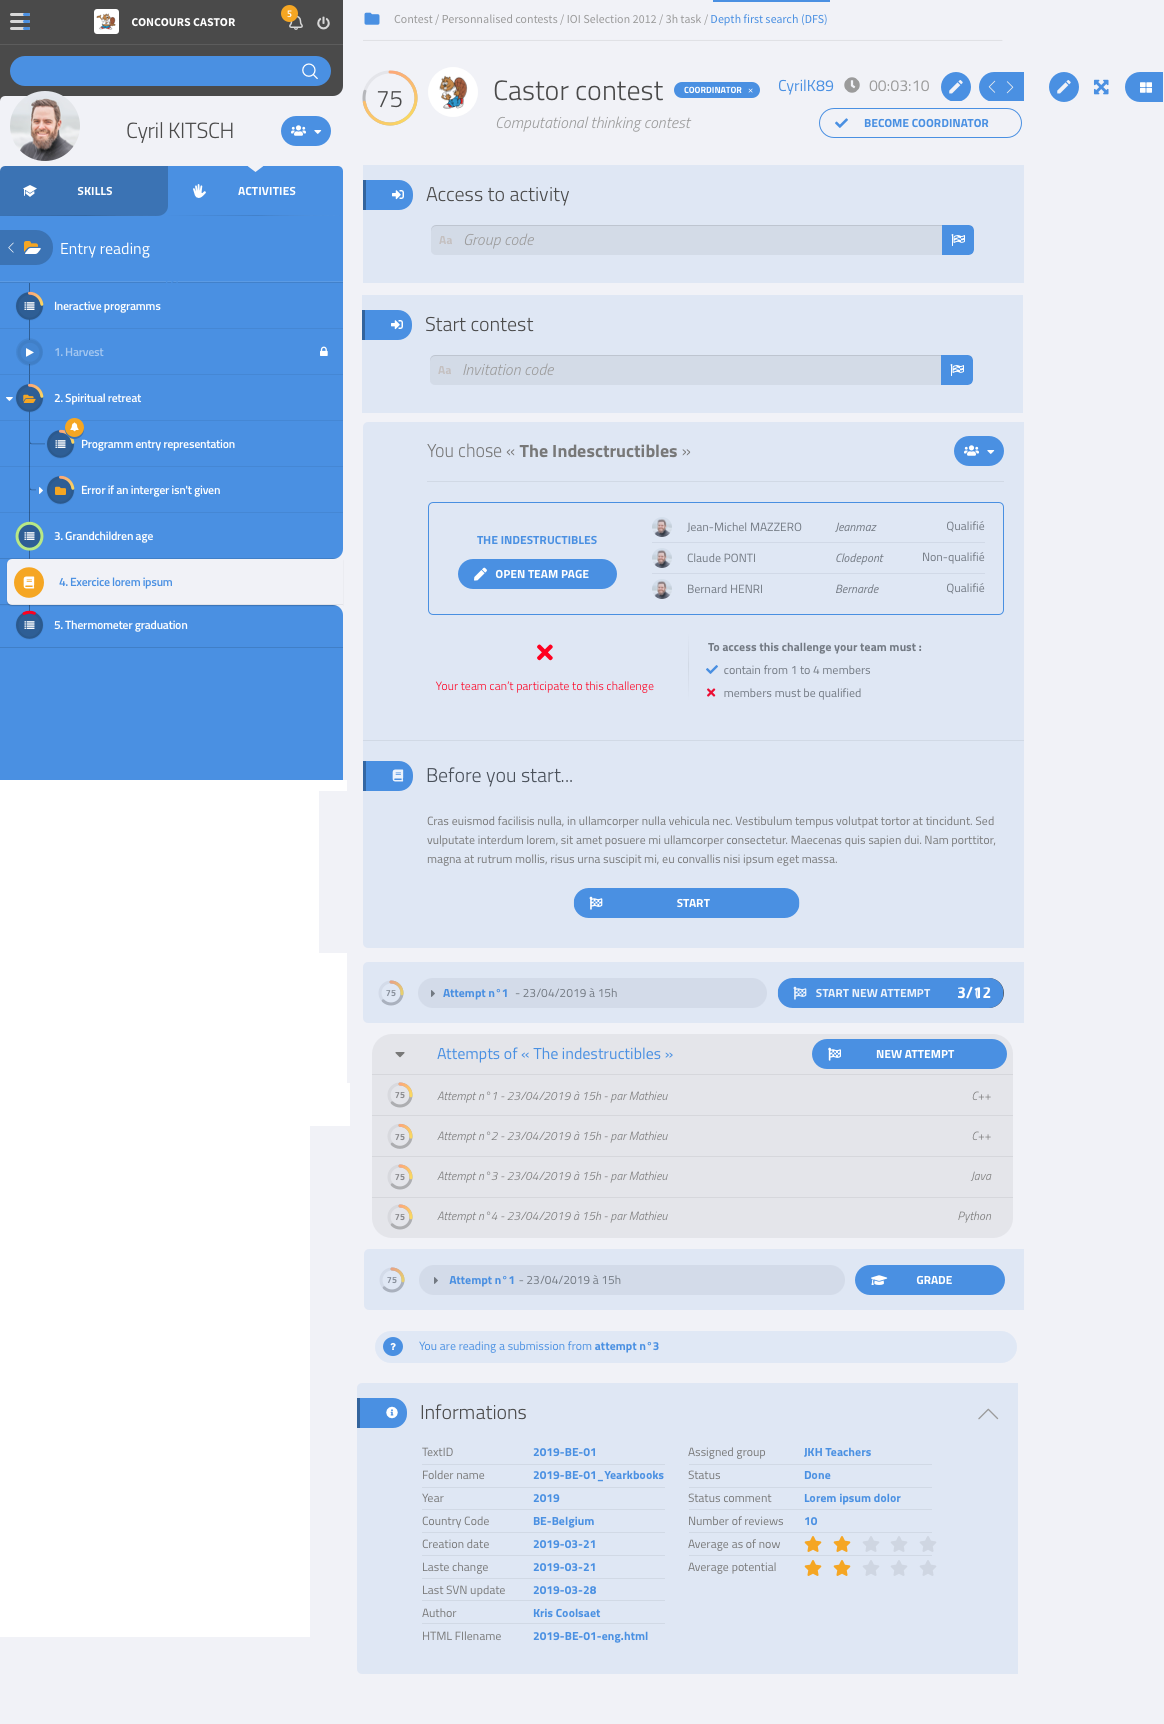 CONCOURS CASTOR
5
Cyril KITSCH
SKILLS
ACTIVITIES
Entry reading
Ineractive programms
1. Harvest
2. Spiritual retreat
Programm entry representation
Error if an interger isn't given
3. Grandchildren age
4. Exercice lorem ipsum
5. Thermometer graduation
Contest / Personnalised contests / IOI Selection 2012 / 3h task / Depth first search (DFS)
75
Castor contest
COORDINATOR ×
CyrilK89
00:03:10
Computational thinking contest
BECOME COORDINATOR
Access to activity
Aa Group code
Start contest
Aa Invitation code
You chose « The Indesctructibles »
THE INDESTRUCTIBLES
OPEN TEAM PAGE
Jean-Michel MAZZERO Jeanmaz Qualifié
Claude PONTI Clodepont Non-qualifié
Bernard HENRI Bernarde Qualifié
Your team can't participate to this challenge
To access this challenge your team must :
contain from 1 to 4 members
members must be qualified
Before you start...
Cras euismod facilisis nulla, in ullamcorper nulla vehicula nec. Vestibulum tempus volutpat tortor at tincidunt. Sed
vulputate interdum lorem, sit amet posuere mi ullamcorper consectetur. Maecenas quis sapien dui. Nam porttitor,
magna at rutrum mollis, risus urna suscipit mi, eu convallis nisi ipsum eget massa.
START
75 Attempt n°1 - 23/04/2019 à 15h
START NEW ATTEMPT 3/12
Attempts of « The indestructibles »
NEW ATTEMPT
75 Attempt n°1 - 23/04/2019 à 15h - par Mathieu C++
75 Attempt n°2 - 23/04/2019 à 15h - par Mathieu C++
75 Attempt n°3 - 23/04/2019 à 15h - par Mathieu Java
75 Attempt n°4 - 23/04/2019 à 15h - par Mathieu Python
75 Attempt n°1 - 23/04/2019 à 15h
GRADE
? You are reading a submission from attempt n°3
Informations
TextID 2019-BE-01
Folder name 2019-BE-01_Yearkbooks
Year 2019
Country Code BE-Belgium
Creation date 2019-03-21
Laste change 2019-03-21
Last SVN update 2019-03-28
Author Kris Coolsaet
HTML FIlename 2019-BE-01-eng.html
Assigned group JKH Teachers
Status Done
Status comment Lorem ipsum dolor
Number of reviews 10
Average as of now
Average potential